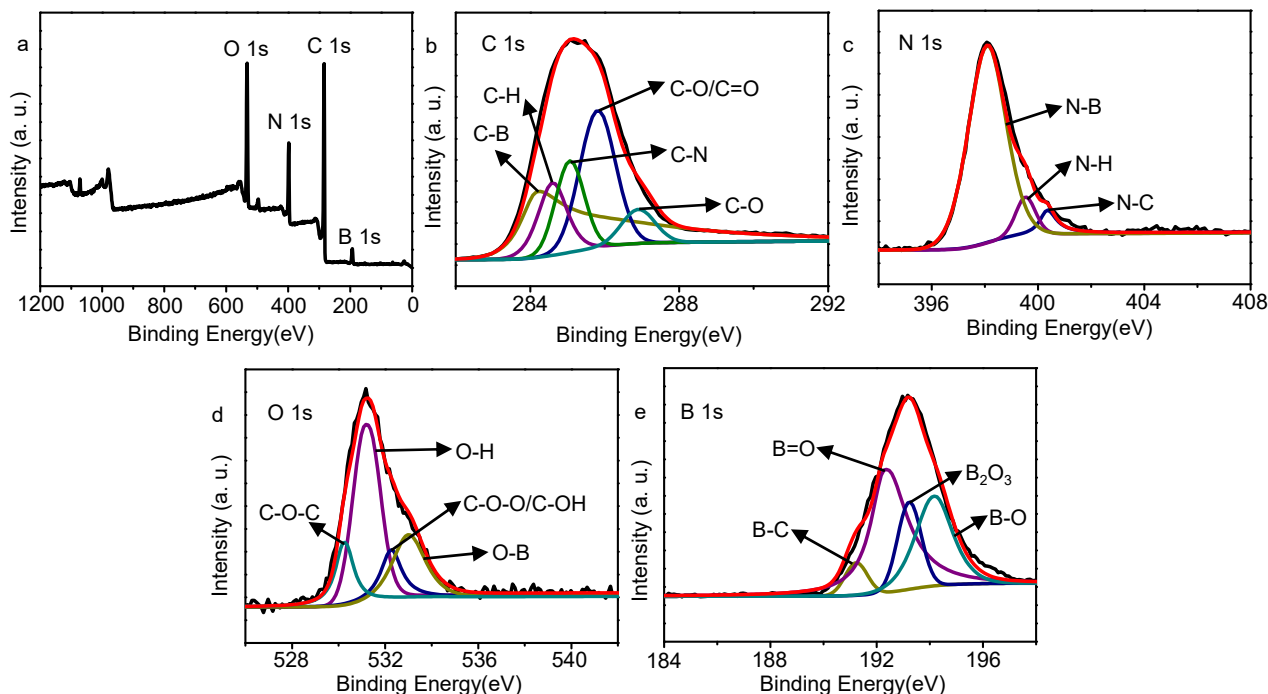 a
O 1s
C 1s
N 1s
B 1s
Intensity (a. u.)
1200 1000 800 600 400 200 0
Binding Energy(eV)
b
C 1s
C-H
C-B
C-O/C=O
C-N
C-O
Intensity (a. u.)
284 288 292
Binding Energy(eV)
c
N 1s
N-B
N-H
N-C
Intensity (a. u.)
396 400 404 408
Binding Energy(eV)
d
O 1s
O-H
C-O-C
C-O-O/C-OH
O-B
Intensity (a. u.)
528 532 536 540
Binding Energy(eV)
e
B 1s
B=O
B₂O₃
B-C
B-O
Intensity (a. u.)
184 188 192 196
Binding Energy(eV)